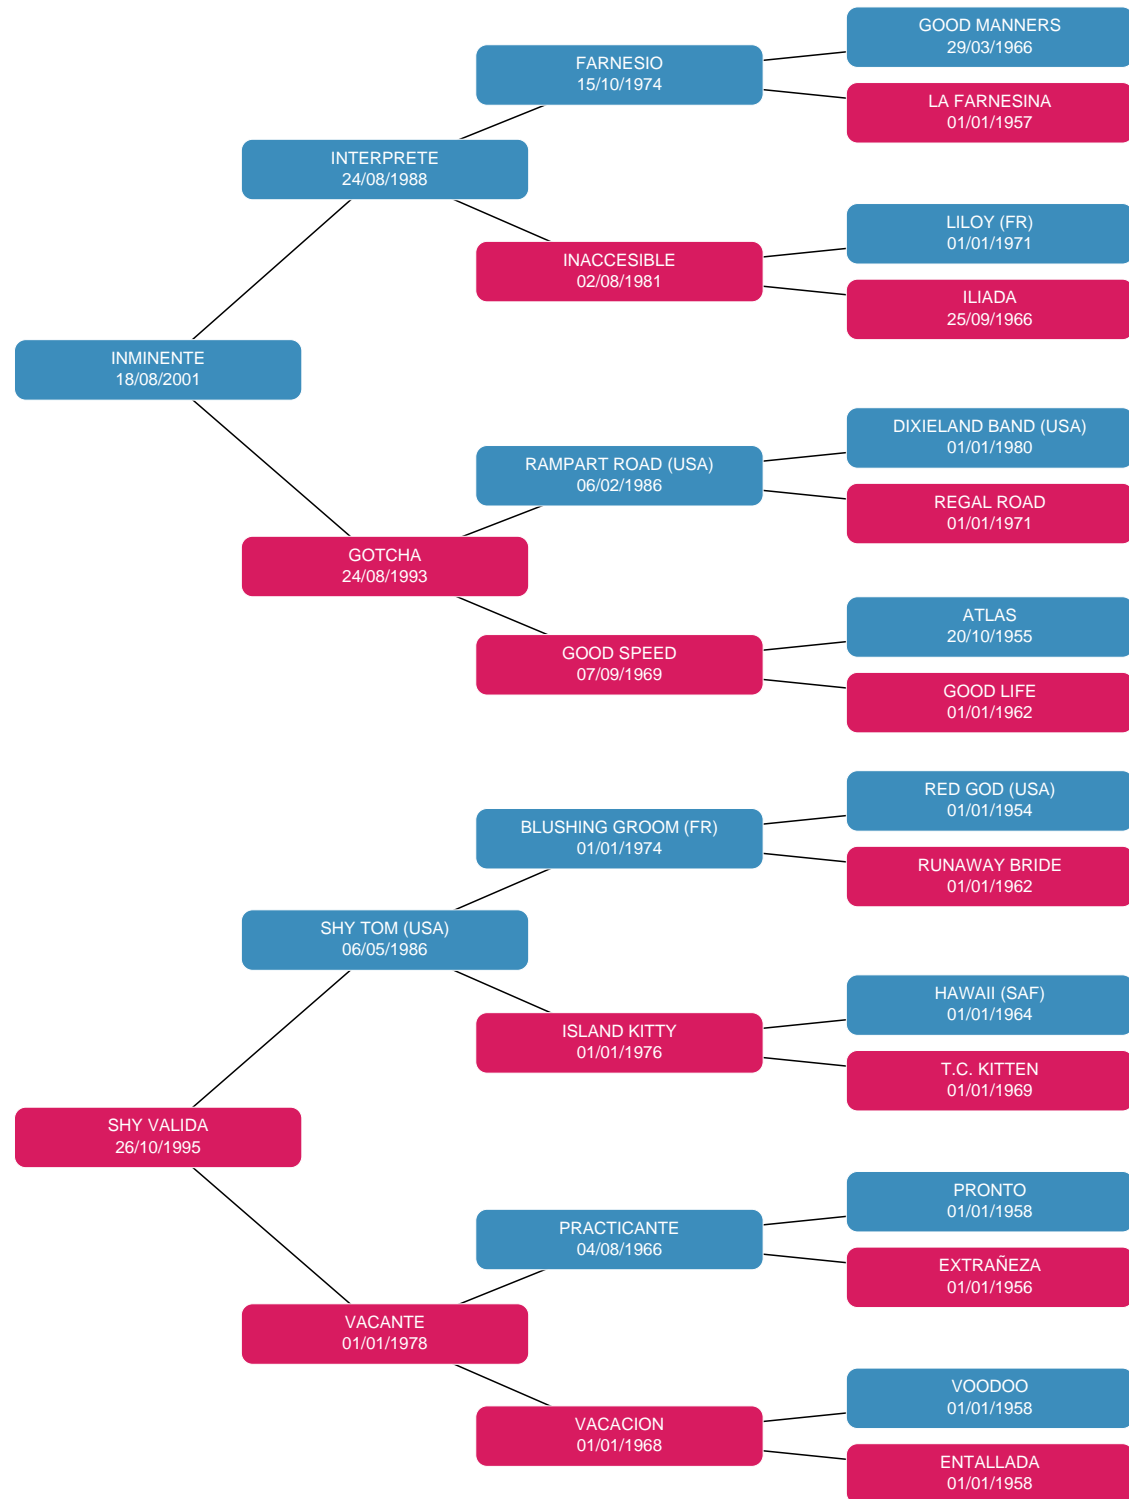 GOOD MANNERS
29/03/1966
FARNESIO
15/10/1974
LA FARNESINA
01/01/1957
INTERPRETE
24/08/1988
LILOY (FR)
01/01/1971
INACCESIBLE
02/08/1981
ILIADA
25/09/1966
INMINENTE
18/08/2001
DIXIELAND BAND (USA)
01/01/1980
RAMPART ROAD (USA)
06/02/1986
REGAL ROAD
01/01/1971
GOTCHA
24/08/1993
ATLAS
20/10/1955
GOOD SPEED
07/09/1969
GOOD LIFE
01/01/1962
RED GOD (USA)
01/01/1954
BLUSHING GROOM (FR)
01/01/1974
RUNAWAY BRIDE
01/01/1962
SHY TOM (USA)
06/05/1986
HAWAII (SAF)
01/01/1964
ISLAND KITTY
01/01/1976
T.C. KITTEN
01/01/1969
SHY VALIDA
26/10/1995
PRONTO
01/01/1958
PRACTICANTE
04/08/1966
EXTRAÑEZA
01/01/1956
VACANTE
01/01/1978
VOODOO
01/01/1958
VACACION
01/01/1968
ENTALLADA
01/01/1958